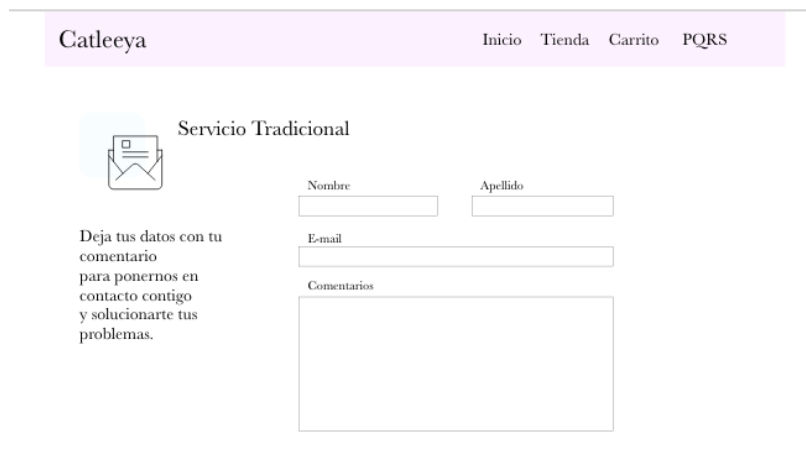 Catleeya
Inicio Tienda Carrito PQRS
Servicio Tradicional
Nombre
Apellido
E-mail
Comentarios
Deja tus datos con tu
comentario
para ponernos en
contacto contigo
y solucionarte tus
problemas.